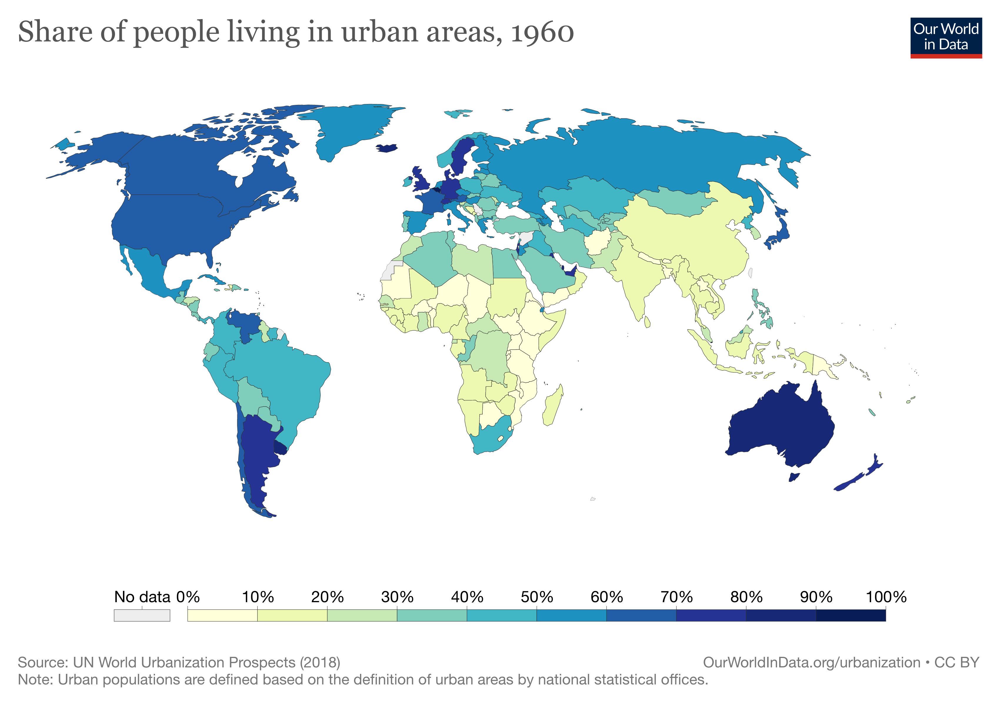 Share of people living in urban areas, 1960
Our World
in Data
No data 0% 10% 20% 30% 40% 50% 60% 70% 80% 90% 100%
Source: UN World Urbanization Prospects (2018)
OurWorldInData.org/urbanization • CC BY
Note: Urban populations are defined based on the definition of urban areas by national statistical offices.